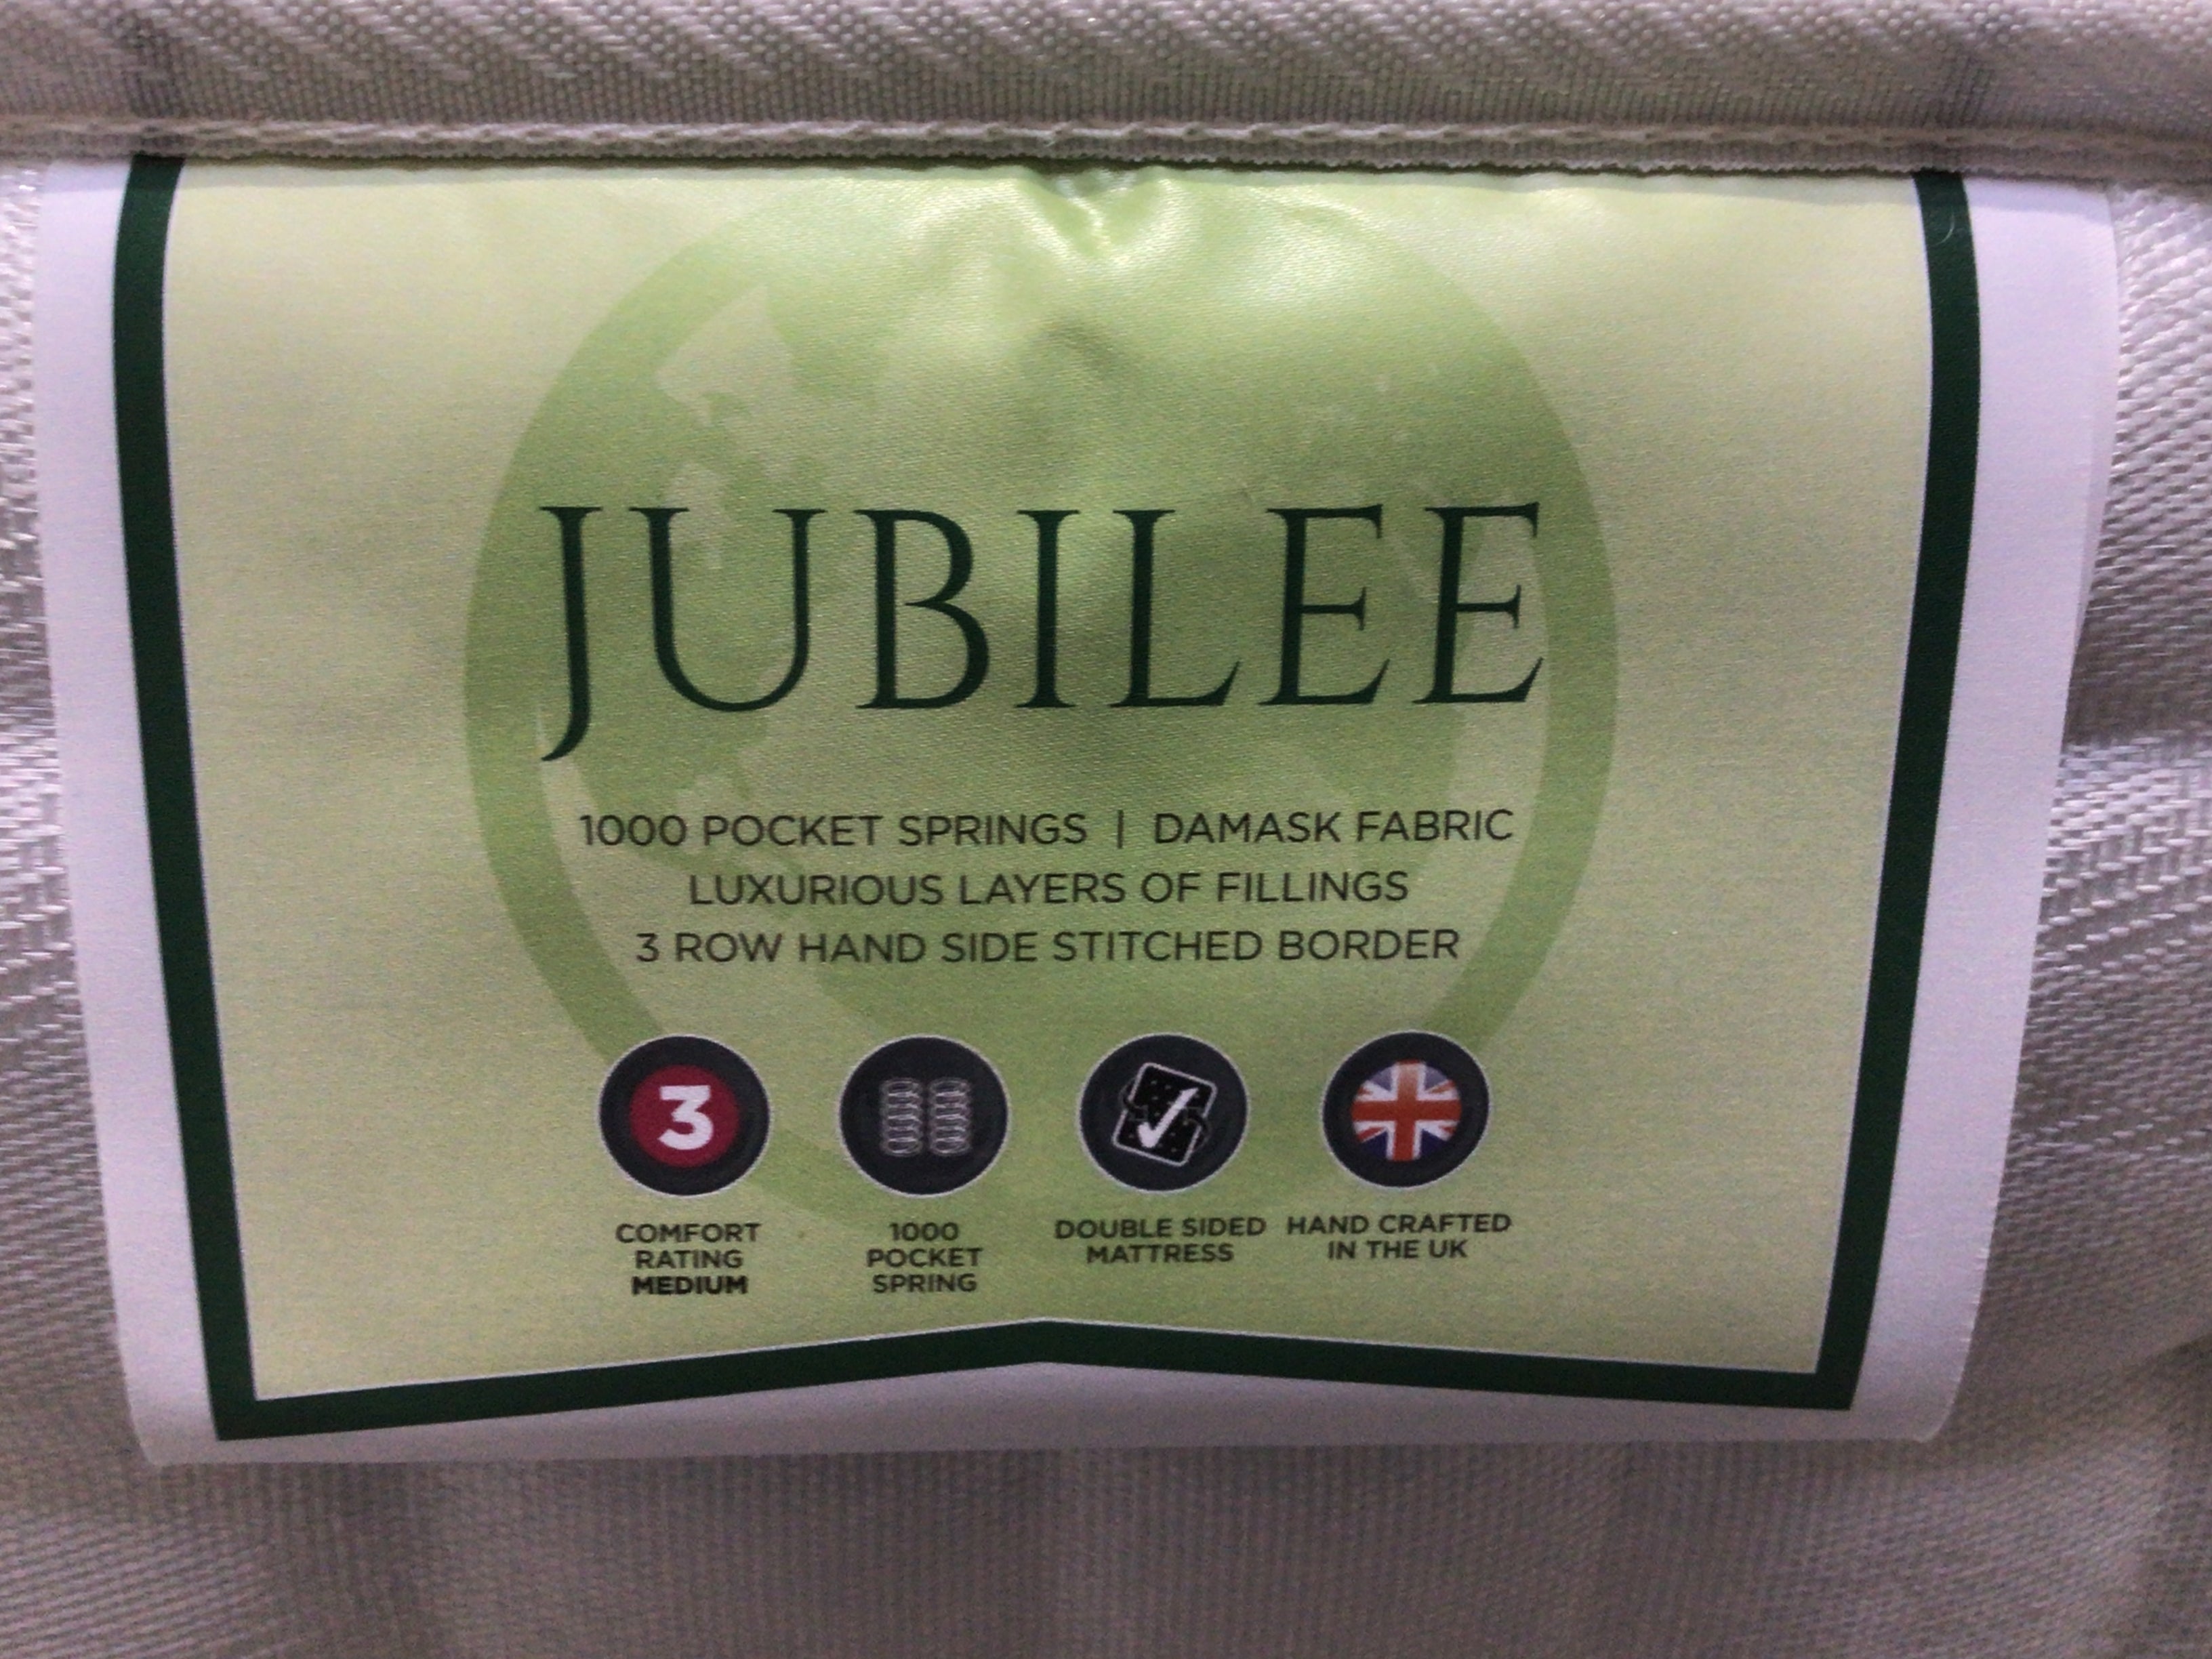 JUBILEE
1000 POCKET SPRINGS | DAMASK FABRIC
LUXURIOUS LAYERS OF FILLINGS
3 ROW HAND SIDE STITCHED BORDER
3
COMFORT
RATING
MEDIUM
1000
POCKET
SPRING
DOUBLE SIDED
MATTRESS
HAND CRAFTED
IN THE UK